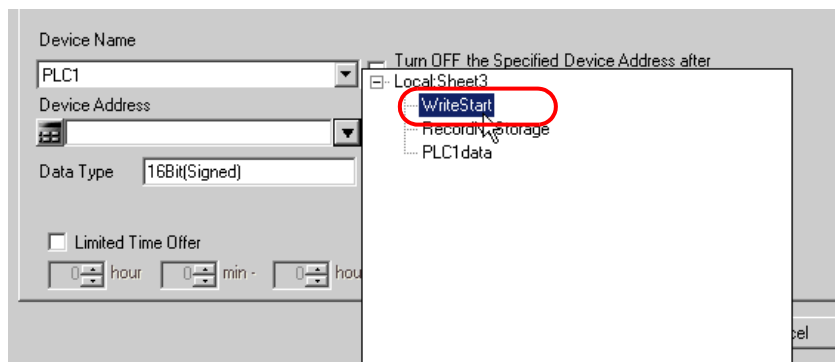 Device Name
PLC1
Turn OFF the Specified Device Address after
Local:Sheet3
Device Address
WriteStart
PLC1data
Data Type 16Bit(Signed)
Limited Time Offer
0 hour 0 min - 0 hou
cel